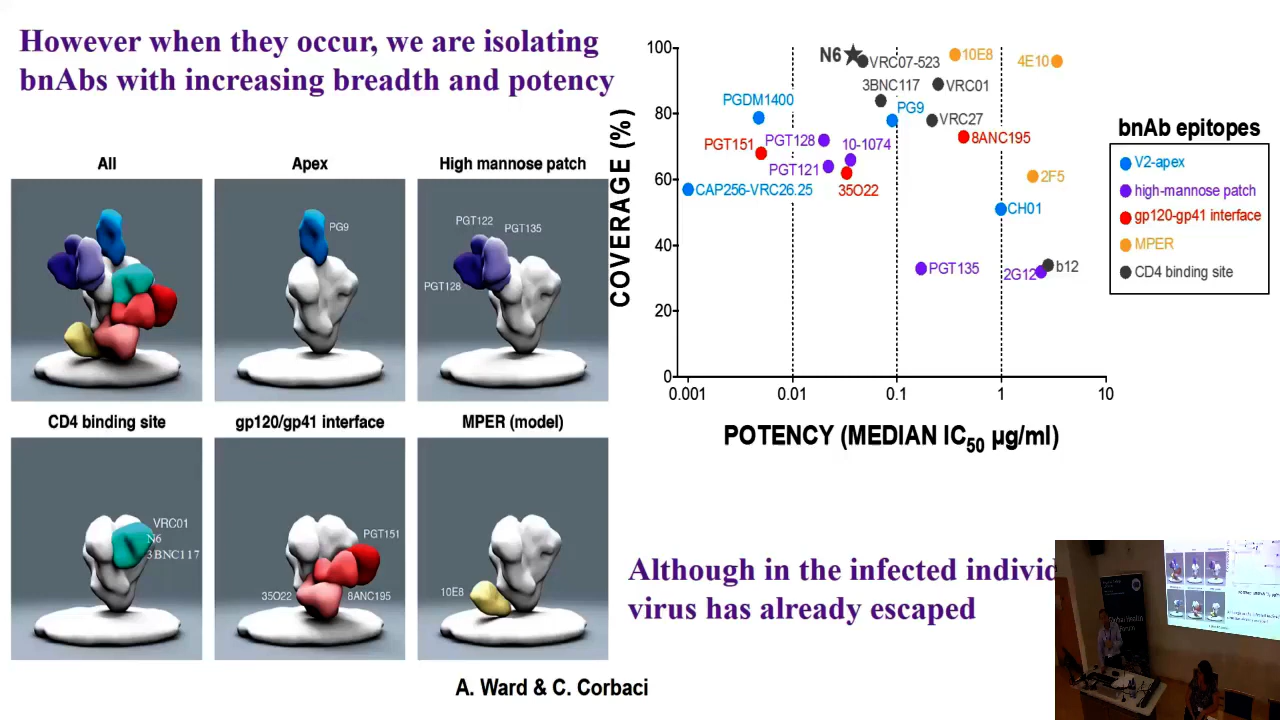 However when they occur, we are isolating
bnAbs with increasing breadth and potency
All
Apex
High mannose patch
PG9
PGT122
PGT135
PGT128
CD4 binding site
gp120/gp41 interface
MPER (model)
VRC01
N6
3BNC117
PGT151
35O22
8ANC195
10E8
A. Ward & C. Corbaci
COVERAGE (%)
100
80
60
40
20
0
0.001
0.01
0.1
1
10
POTENCY (MEDIAN IC50 µg/ml)
N6
VRC07-523
10E8
4E10
3BNC117
VRC01
PGDM1400
PG9
VRC27
PGT151
PGT128
10-1074
8ANC195
PGT121
35O22
2F5
CAP256-VRC26.25
CH01
PGT135
2G12
b12
bnAb epitopes
V2-apex
high-mannose patch
gp120-gp41 interface
MPER
CD4 binding site
Although in the infected individ
virus has already escaped
Global Health
Forum